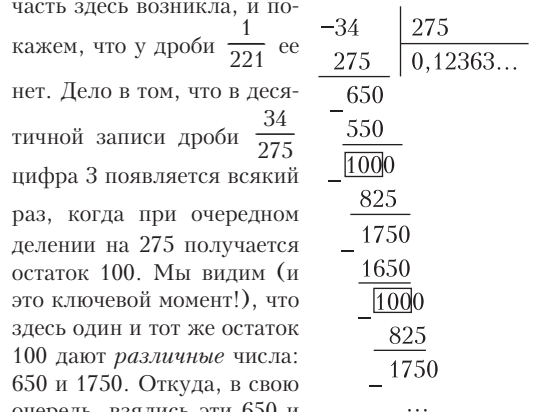 часть здесь возникла, и по-
кажем, что у дроби 1/221 ее
нет. Дело в том, что в деся-
тичной записи дроби 34/275
цифра 3 появляется всякий
раз, когда при очередном
делении на 275 получается
остаток 100. Мы видим (и
это ключевой момент!), что
здесь один и тот же остаток
100 дают различные числа:
650 и 1750. Откуда, в свою
очередь, взялись эти 650 и
−34 275
275 0,12363...
650
−
550
1000
−
825
1750
−
1650
1000
−
825
1750
−
...